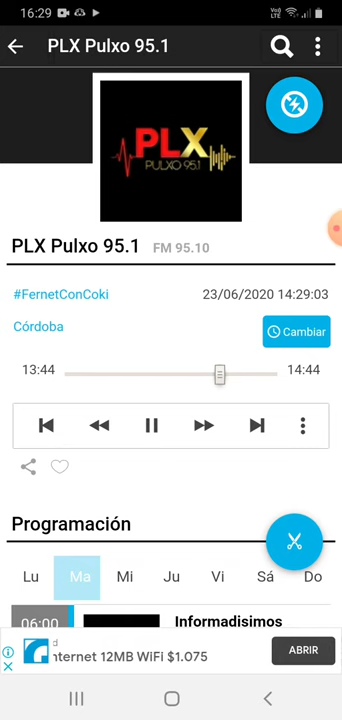 16:29
Vo)) LTE
PLX Pulxo 95.1
PLX
PULXO 95.1
PLX Pulxo 95.1 FM 95.10
#FernetConCoki 23/06/2020 14:29:03
Córdoba
Cambiar
13:44 14:44
Programación
Lu Ma Mi Ju Vi Sá Do
06:00 Informadisimos
nternet 12MB WiFi $1.075
ABRIR